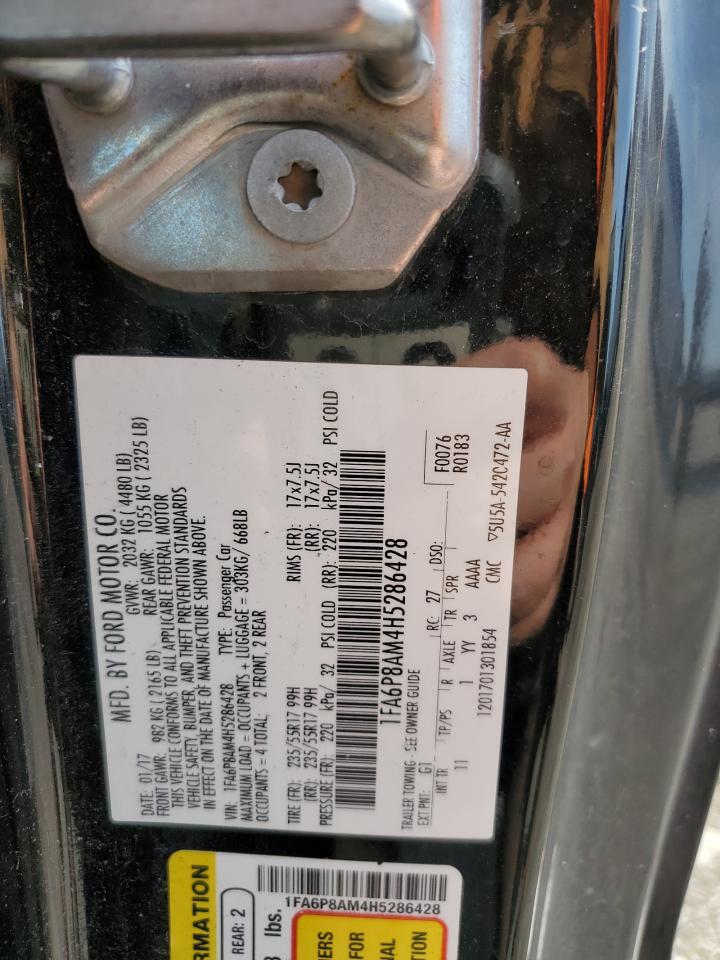 MFD. BY FORD MOTOR CO.
DATE: 01/17 GVWR: 2032 KG ( 4480 LB)
FRONT GAWR: 982 KG ( 2165 LB) REAR GAWR: 1055 KG ( 2325 LB)
THIS VEHICLE CONFORMS TO ALL APPLICABLE FEDERAL MOTOR
VEHICLE SAFETY, BUMPER, AND THEFT PREVENTION STANDARDS
IN EFFECT ON THE DATE OF MANUFACTURE SHOWN ABOVE.
VIN: 1FA6P8AM4H5286428 TYPE: Passenger Car
MAXIMUM LOAD = OCCUPANTS + LUGGAGE = 303KG/ 668LB
OCCUPANTS = 4 TOTAL: 2 FRONT, 2 REAR
TIRE (FR): 235/55R17 99H RIMS (FR): 17x7.5J
(RR): 235/55R17 99H (RR): 17x7.5J
PRESSURE (FR): 220 kPa/ 32 PSI COLD (RR): 220 kPa/ 32 PSI COLD
1FA6P8AM4H5286428
TRAILER TOWING - SEE OWNER GUIDE F0076
EXT PNT: G1 RC: 27 DSO: R0183
INT TR TP/PS R AXLE TR SPR
11 1 YY 3 AAAA
1201701301854 CMC ▽5U5A-542C472-AA
1FA6P8AM4H5286428
RMATION
REAR: 2
lbs.
FOR